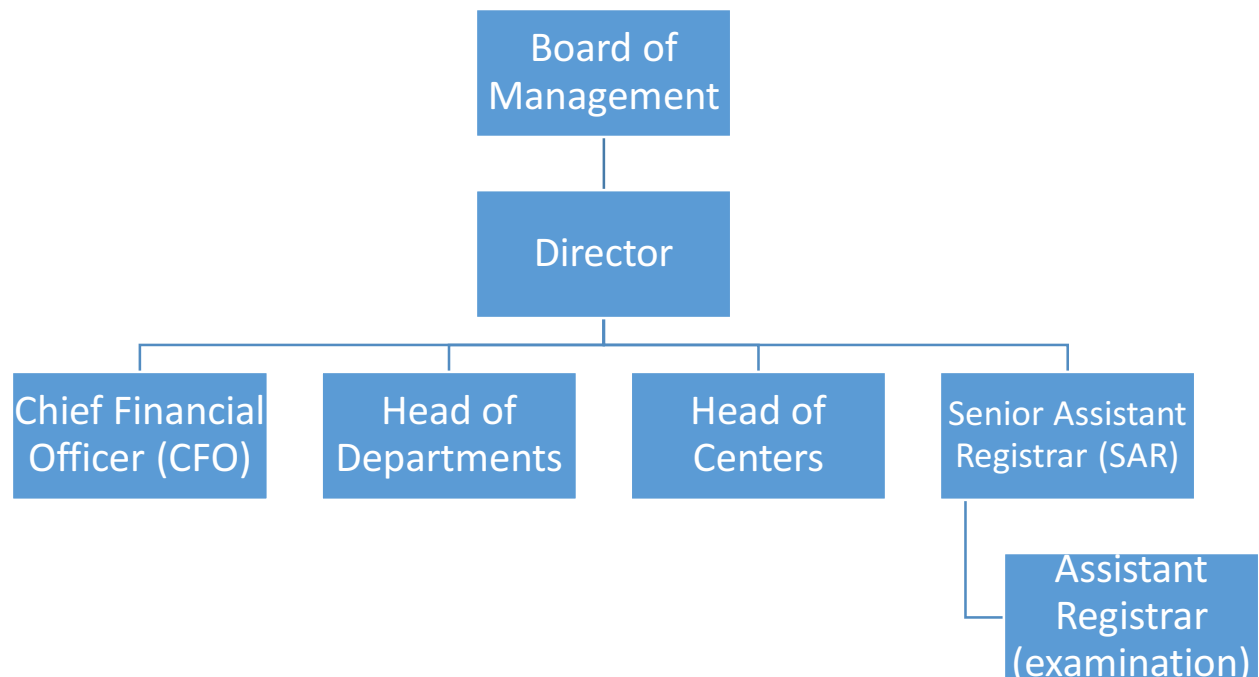 Board of
Management
Director
Chief Financial
Officer (CFO)
Head of
Departments
Head of
Centers
Senior Assistant
Registrar (SAR)
Assistant
Registrar
(examination)